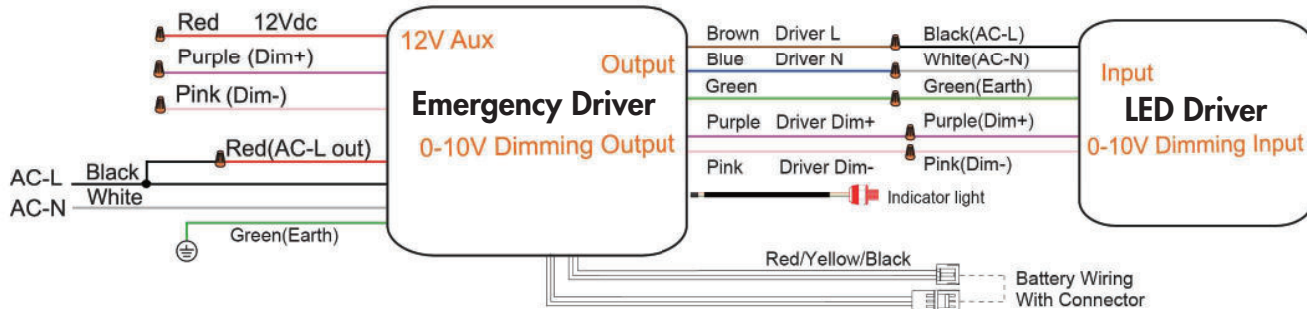 Red 12Vdc
Purple (Dim+)
Pink (Dim-)
Red(AC-L out)
AC-L Black
AC-N White
Green(Earth)
12V Aux
Output
Emergency Driver
0-10V Dimming Output
Brown Driver L
Blue Driver N
Green
Purple Driver Dim+
Pink Driver Dim-
Indicator light
Black(AC-L)
White(AC-N)
Green(Earth)
Purple(Dim+)
Pink(Dim-)
Input
LED Driver
0-10V Dimming Input
Red/Yellow/Black
Battery Wiring
With Connector